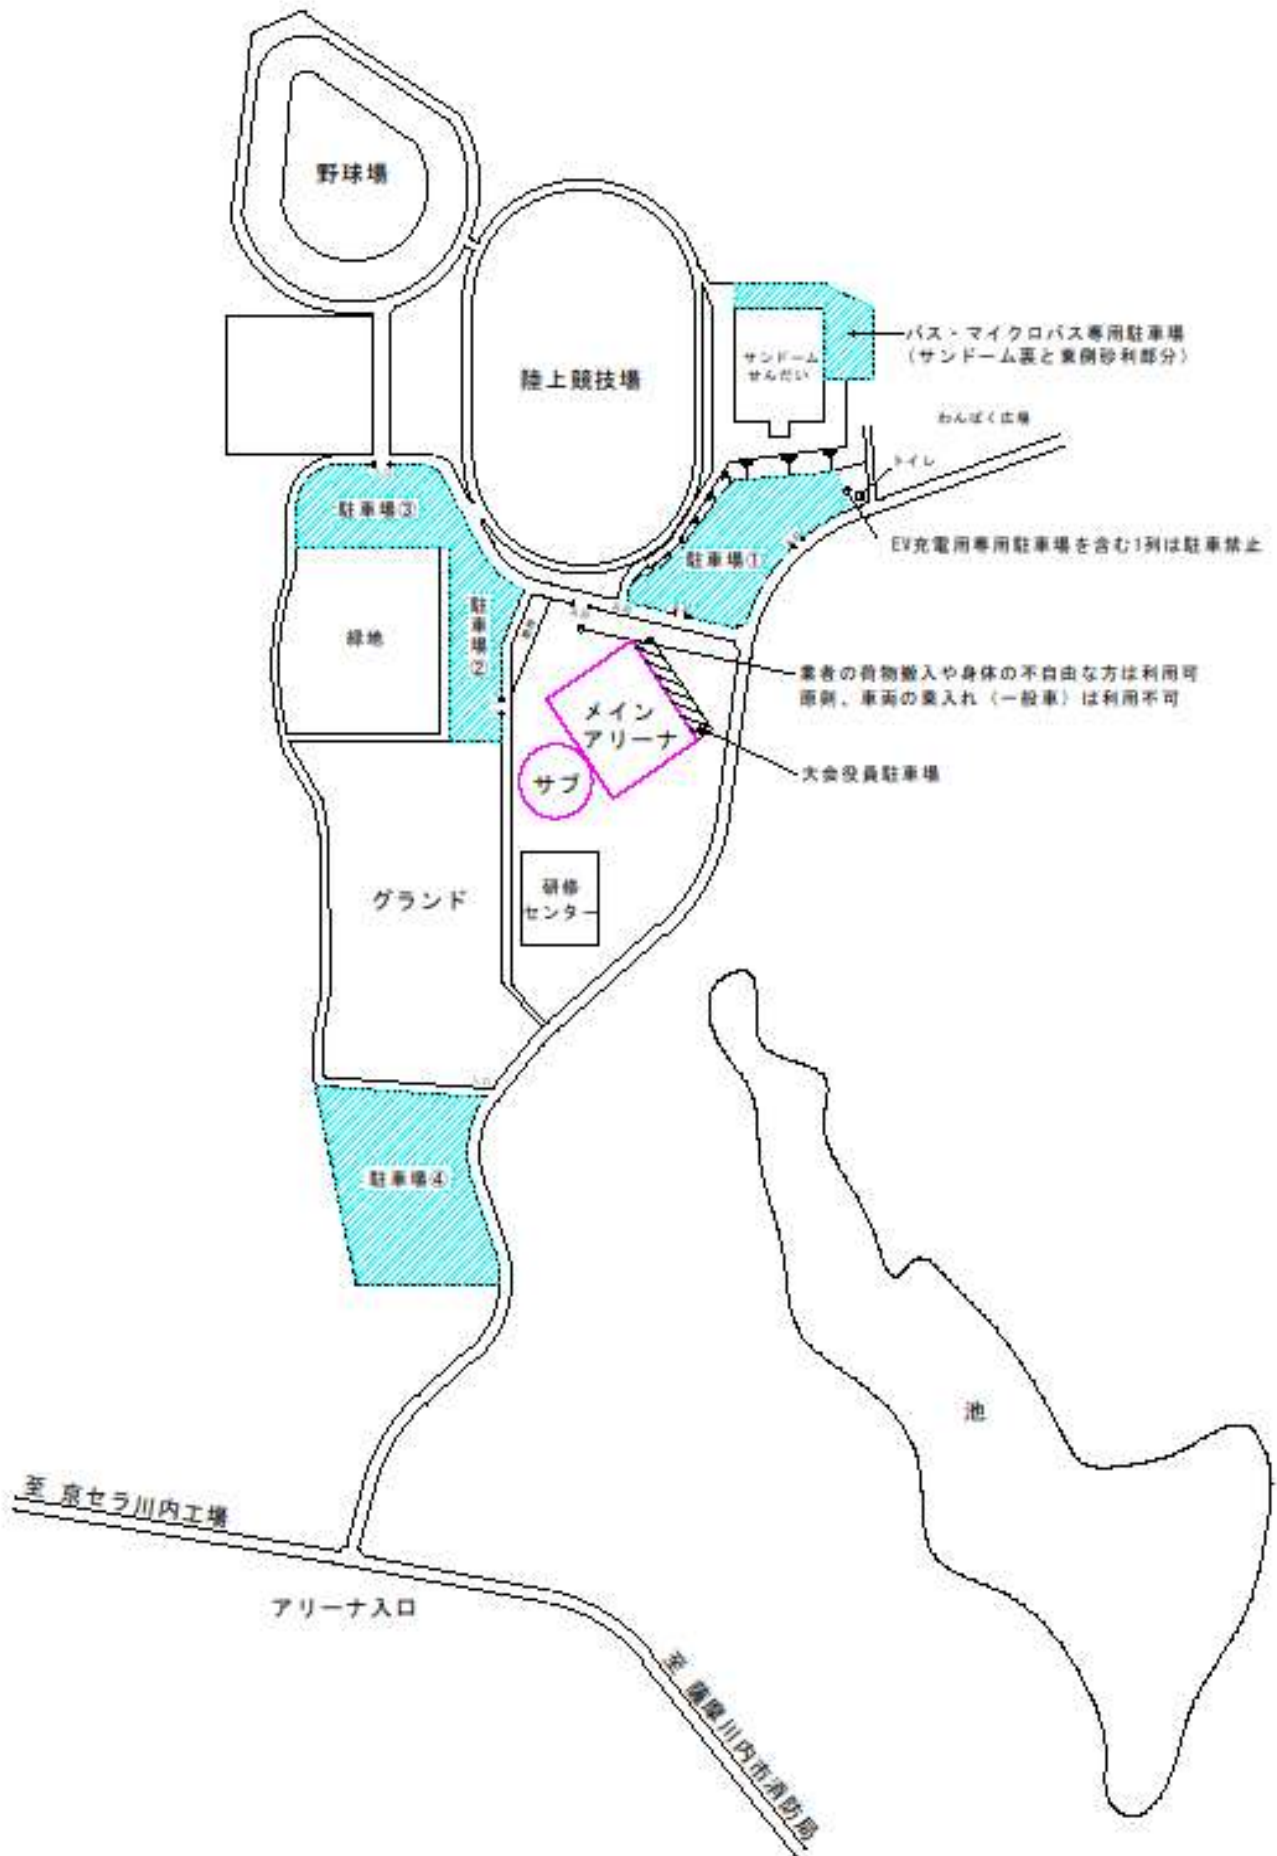 野球場
陸上競技場
サンドーム
せんだい
バス・マイクロバス専用駐車場
(サンドーム裏と東側砂利部分)
わんぱく広場
トイレ
EV充電用専用駐車場を含む1列は駐車禁止
駐車場③
駐車場①
駐車場②
緑地
業者の荷物搬入や身体の不自由な方は利用可
原則、車両の乗入れ(一般車)は利用不可
メイン
アリーナ
サブ
大会役員駐車場
研修
センター
グランド
駐車場④
池
至 京セラ川内工場
アリーナ入口
至 薩摩川内市消防局